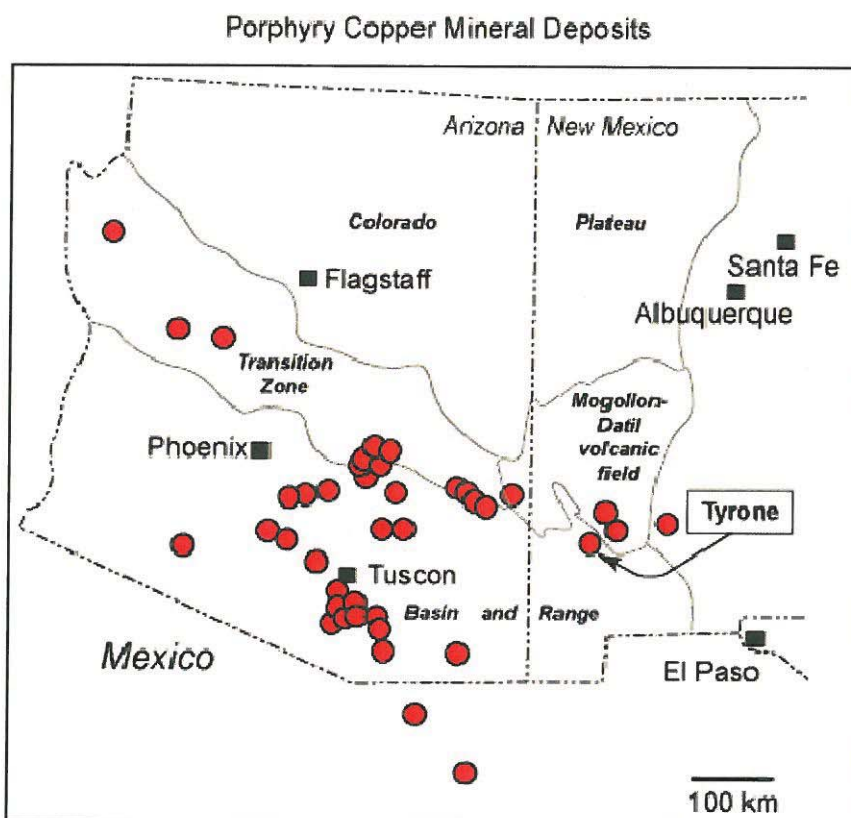 Porphyry Copper Mineral Deposits
Arizona
New Mexico
Colorado
Plateau
Flagstaff
Santa Fe
Albuquerque
Transition
Zone
Mogollon-
Datil
volcanic
field
Phoenix
Tyrone
Tuscon
Basin and Range
Mexico
El Paso
100 km